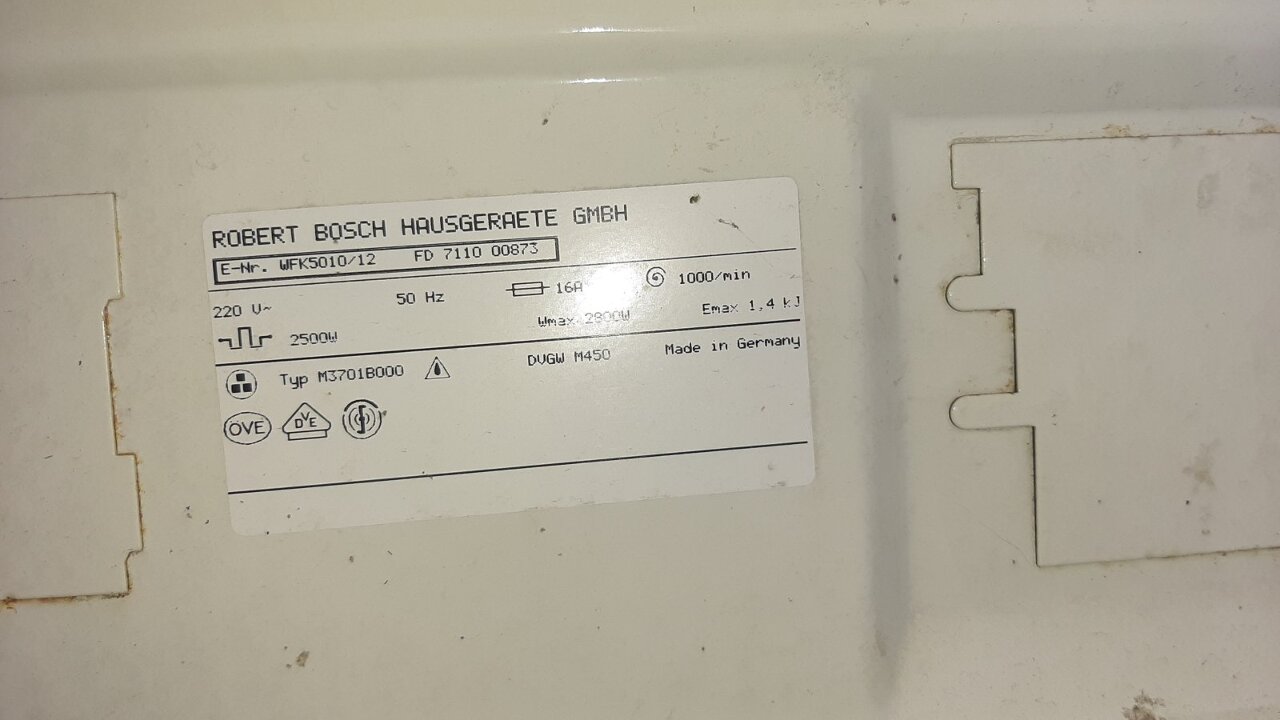 ROBERT BOSCH HAUSGERAETE GMBH
E-Nr. WFK5010/12 FD 7110 00873
220 V~ 50 Hz 16A 1000/min
2500W Wmax 2800W Emax 1,4 kJ
Typ M3701B000 DVGW M450 Made in Germany
OVE DVE